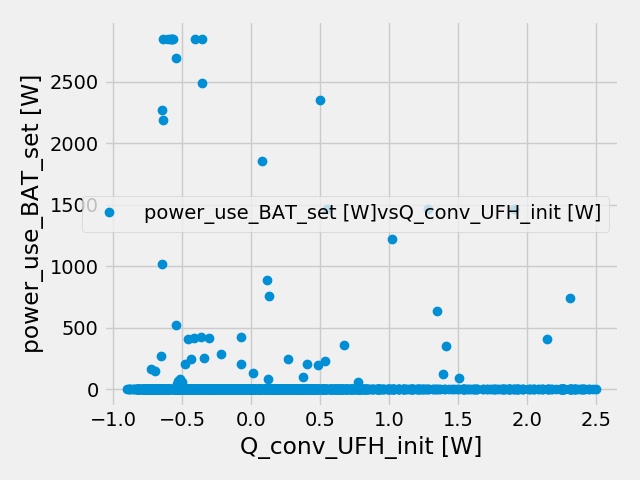 power_use_BAT_set [W]
2500
2000
1500
1000
500
0
power_use_BAT_set [W]vsQ_conv_UFH_init [W]
−1.0 −0.5 0.0 0.5 1.0 1.5 2.0 2.5
Q_conv_UFH_init [W]